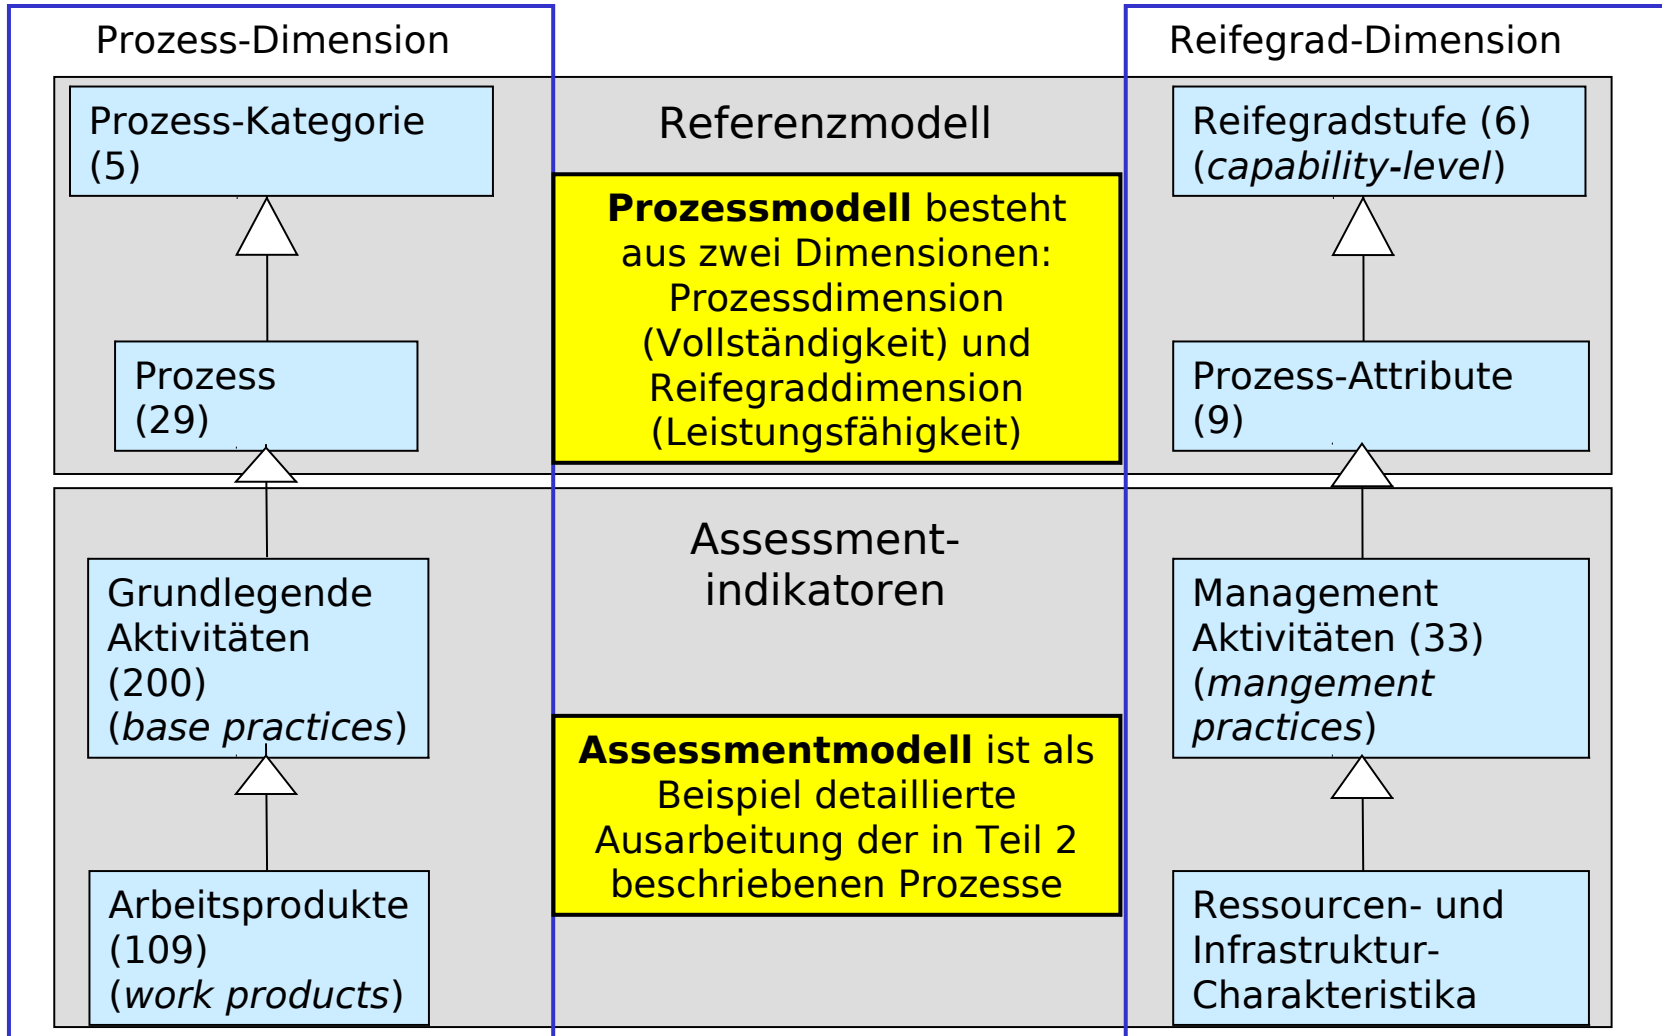 Prozess-Dimension
Reifegrad-Dimension
Prozess-Kategorie
(5)
Referenzmodell
Reifegradstufe (6)
(capability-level)
Prozessmodell besteht
aus zwei Dimensionen:
Prozessdimension
(Vollständigkeit) und
Reifegraddimension
(Leistungsfähigkeit)
Prozess
(29)
Prozess-Attribute
(9)
Assessment-
indikatoren
Grundlegende
Aktivitäten
(200)
(base practices)
Management
Aktivitäten (33)
(mangement
practices)
Assessmentmodell ist als
Beispiel detaillierte
Ausarbeitung der in Teil 2
beschriebenen Prozesse
Arbeitsprodukte
(109)
(work products)
Ressourcen- und
Infrastruktur-
Charakteristika